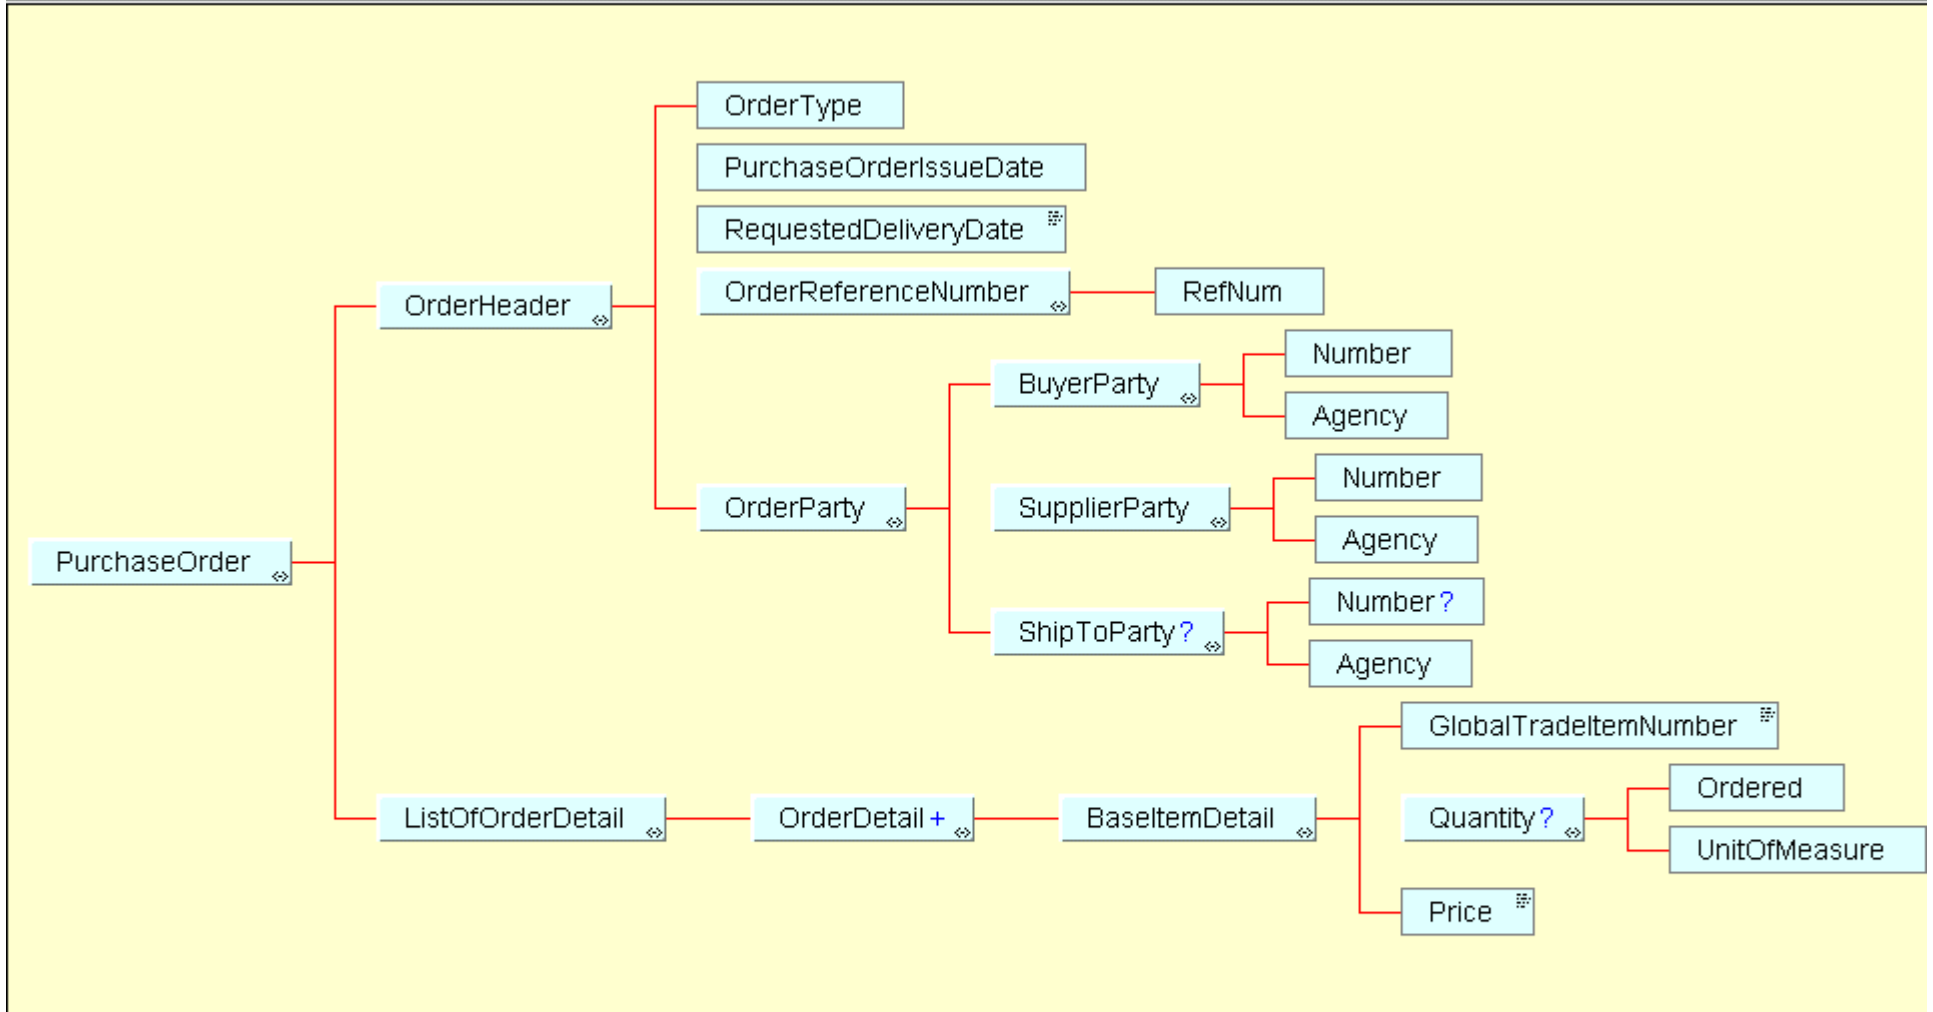 OrderType
PurchaseOrderIssueDate
RequestedDeliveryDate
OrderReferenceNumber
RefNum
OrderHeader
Number
BuyerParty
Agency
Number
OrderParty
SupplierParty
Agency
PurchaseOrder
Number?
ShipToParty?
Agency
GlobalTradeItemNumber
Ordered
ListOfOrderDetail
OrderDetail+
BaseItemDetail
Quantity?
UnitOfMeasure
Price